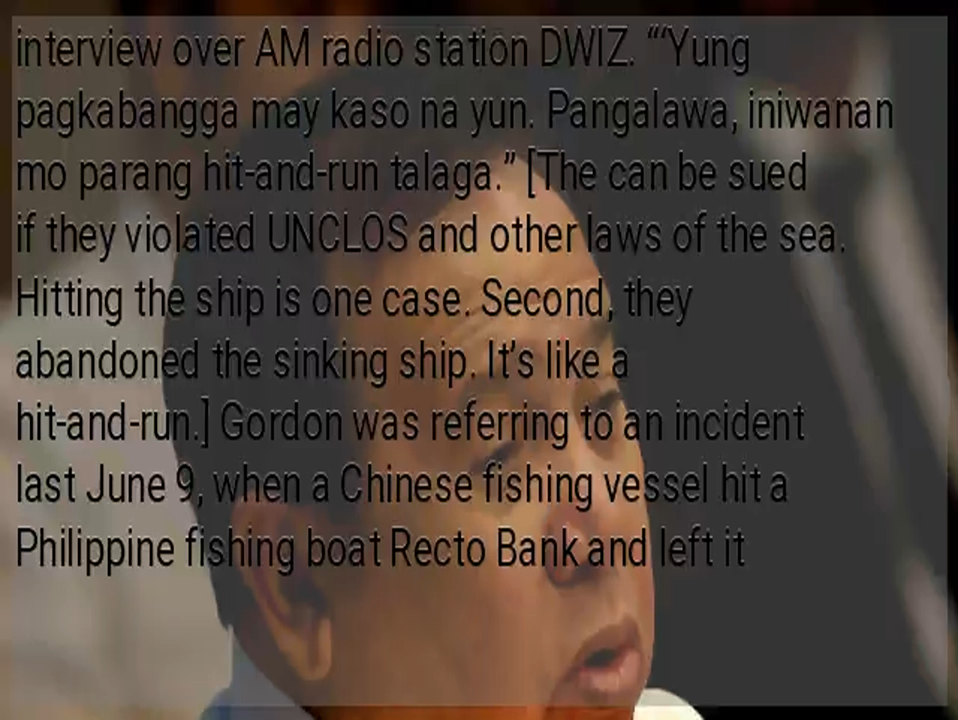 interview over AM radio station DWIZ. “‘Yung
pagkabangga may kaso na yun. Pangalawa, iniwanan
mo parang hit-and-run talaga.” [The can be sued
if they violated UNCLOS and other laws of the sea.
Hitting the ship is one case. Second, they
abandoned the sinking ship. It’s like a
hit-and-run.] Gordon was referring to an incident
last June 9, when a Chinese fishing vessel hit a
Philippine fishing boat Recto Bank and left it